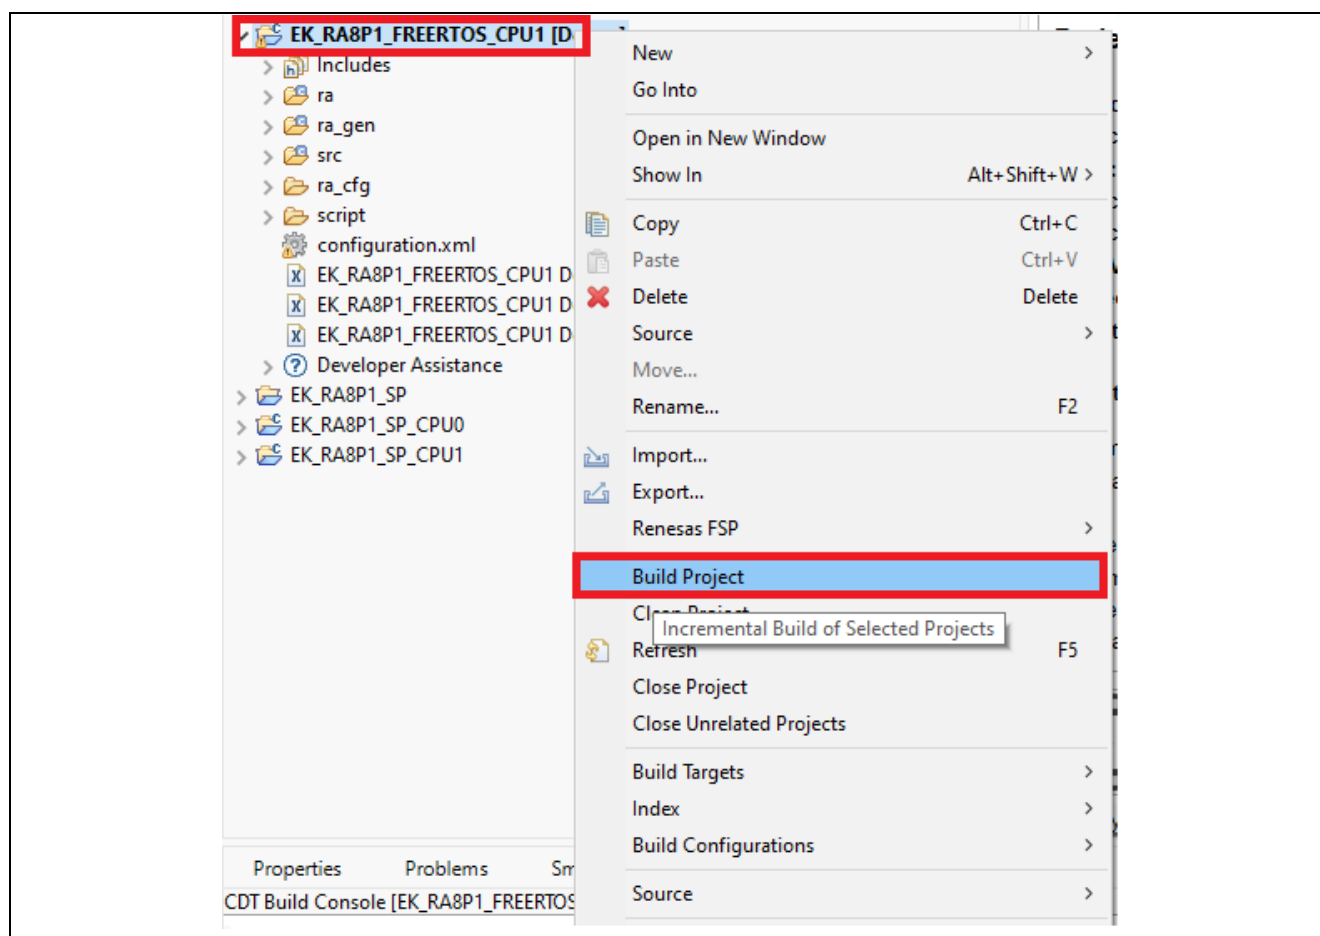 EK_RA8P1_FREERTOS_CPU1
Includes
ra
ra_gen
src
ra_cfg
script
configuration.xml
EK_RA8P1_FREERTOS_CPU1 D
EK_RA8P1_FREERTOS_CPU1 D
EK_RA8P1_FREERTOS_CPU1 D
Developer Assistance
EK_RA8P1_SP
EK_RA8P1_SP_CPU0
EK_RA8P1_SP_CPU1
New
Go Into
Open in New Window
Show In Alt+Shift+W
Copy Ctrl+C
Paste Ctrl+V
Delete Delete
Source
Move...
Rename... F2
Import...
Export...
Renesas FSP
Build Project
Incremental Build of Selected Projects
Refresh F5
Close Project
Close Unrelated Projects
Build Targets
Index
Build Configurations
Source
Properties Problems Sm
CDT Build Console [EK_RA8P1_FREERTOS